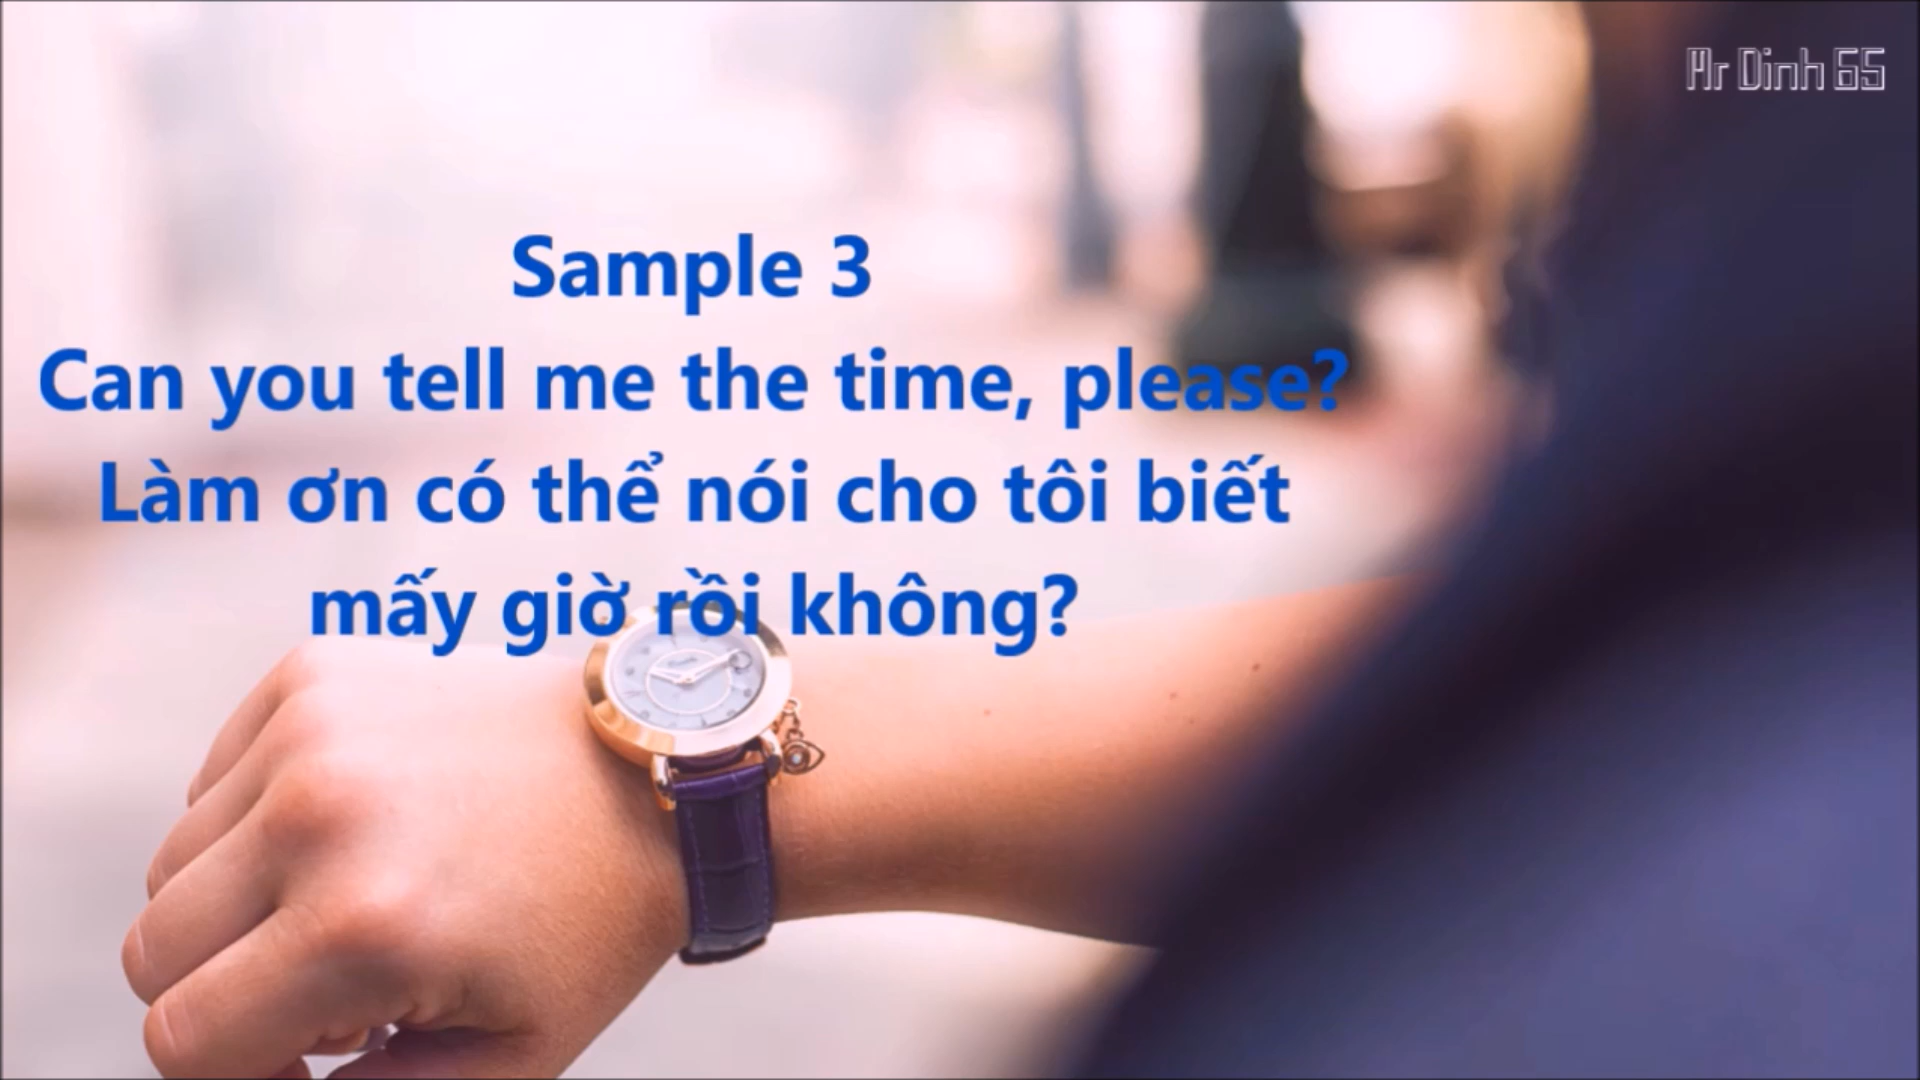 Mr Dinh 65
Sample 3
Can you tell me the time, please?
Làm ơn có thể nói cho tôi biết
mấy giờ rồi không?